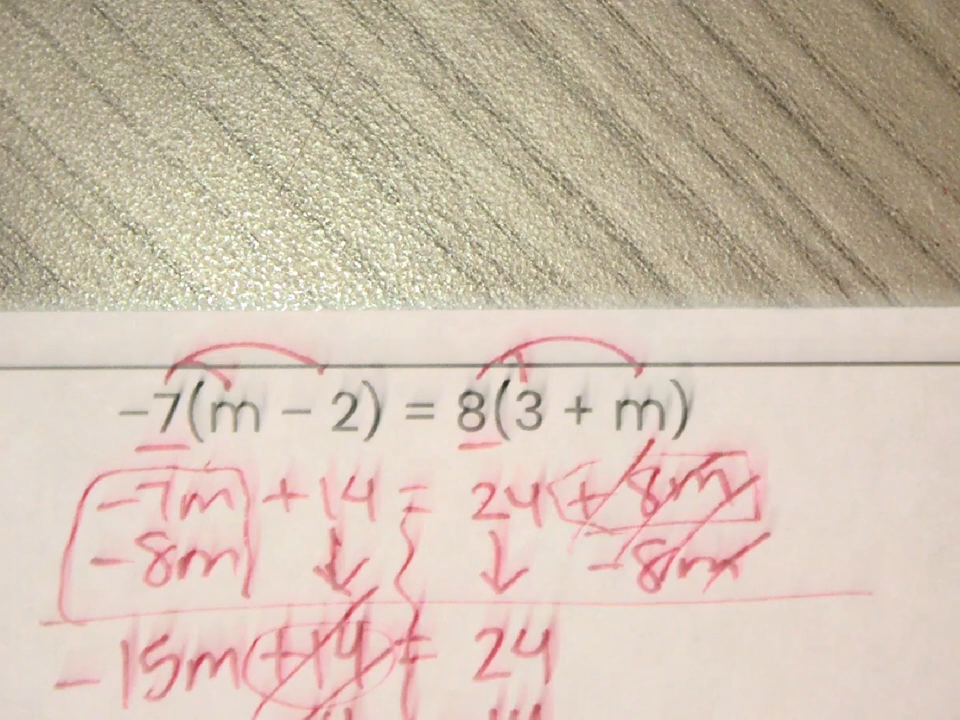 -7(m - 2) = 8(3 + m)
-7m + 14 = 24 + 8m
-8m -8m
-15m + 14 = 24